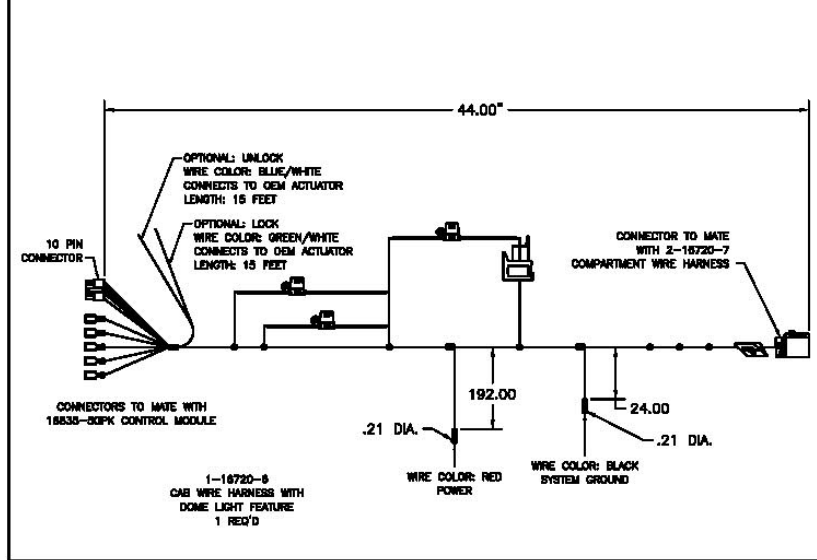 44.00"
OPTIONAL: UNLOCK
WIRE COLOR: BLUE/WHITE
CONNECTS TO OEM ACTUATOR
LENGTH: 15 FEET
OPTIONAL: LOCK
WIRE COLOR: GREEN/WHITE
CONNECTS TO OEM ACTUATOR
LENGTH: 15 FEET
10 PIN
CONNECTOR
CONNECTOR TO MATE
WITH 2-16720-7
COMPARTMENT WIRE HARNESS
CONNECTORS TO MATE WITH
CONTROL MODULE
192.00
24.00
.21 DIA.
.21 DIA.
WIRE COLOR: RED
POWER
WIRE COLOR: BLACK
SYSTEM GROUND
1-16720-6
CAB WIRE HARNESS WITH
DOME LIGHT FEATURE
1 REQ'D